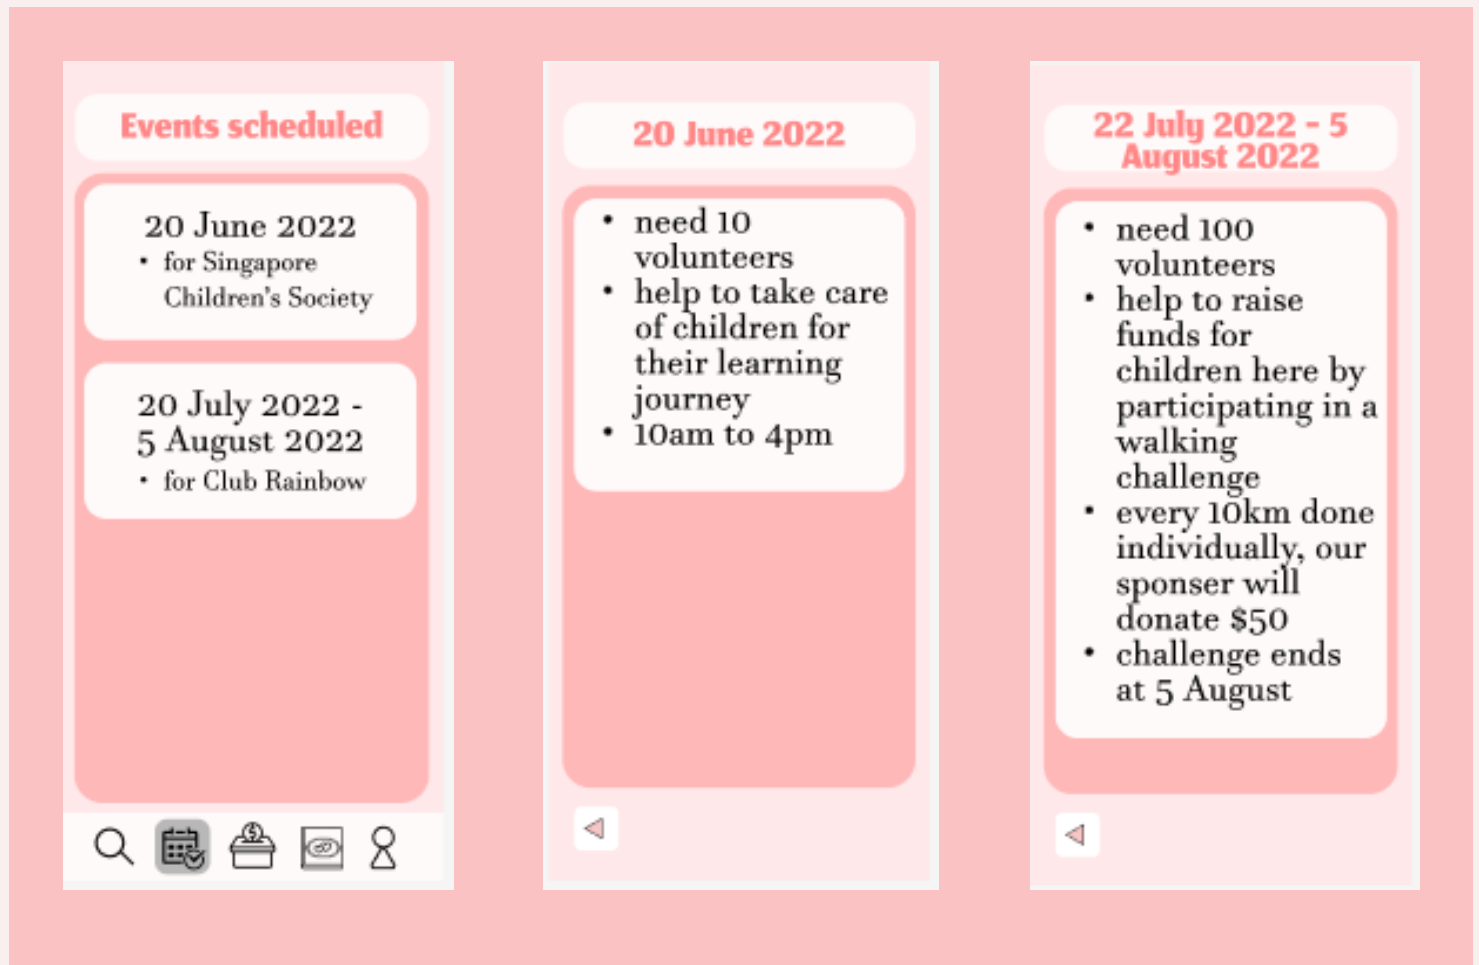 Events scheduled
20 June 2022
• for Singapore
Children's Society
20 July 2022 -
5 August 2022
• for Club Rainbow
20 June 2022
• need 10
volunteers
• help to take care
of children for
their learning
journey
• 10am to 4pm
22 July 2022 - 5
August 2022
• need 100
volunteers
• help to raise
funds for
children here by
participating in a
walking
challenge
• every 10km done
individually, our
sponser will
donate $50
• challenge ends
at 5 August